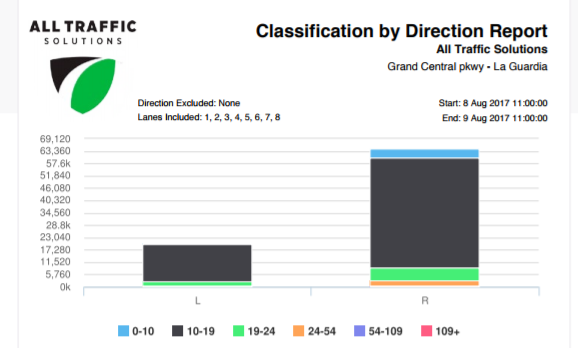 ALL TRAFFIC
SOLUTIONS
Classification by Direction Report
All Traffic Solutions
Grand Central pkwy - La Guardia
Direction Excluded: None
Lanes Included: 1, 2, 3, 4, 5, 6, 7, 8
Start: 8 Aug 2017 11:00:00
End: 9 Aug 2017 11:00:00
69,120
63,360
57.6k
51,840
46,080
40,320
34,560
28.8k
23,040
17,280
11,520
5,760
0k
L R
0-10 10-19 19-24 24-54 54-109 109+